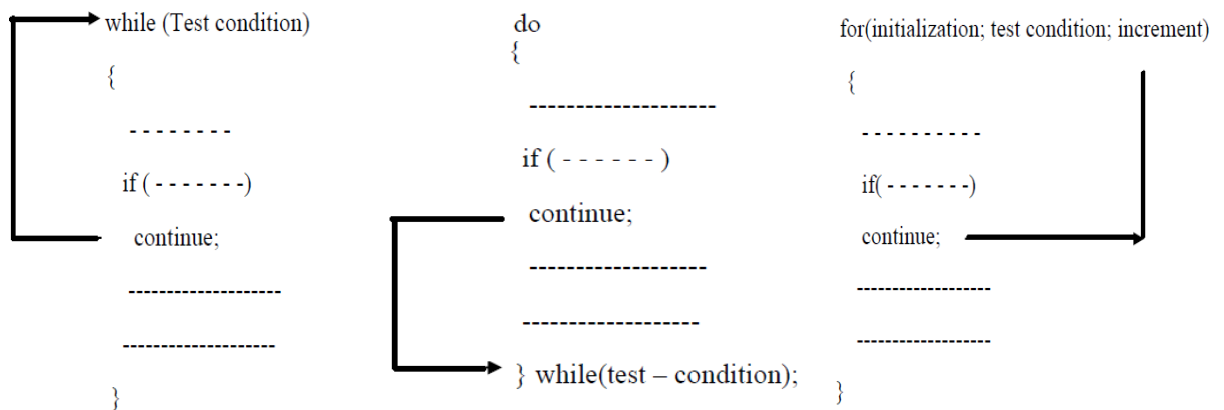 while (Test condition)
{
- - - - - - - -
if ( - - - - - - -)
continue;
--------------------
--------------------
}
do
{
--------------------
if ( - - - - - - )
continue;
-------------------
-------------------
} while(test – condition);
for(initialization; test condition; increment)
{
- - - - - - - - - -
if( - - - - - - -)
continue;
-------------------
-------------------
}